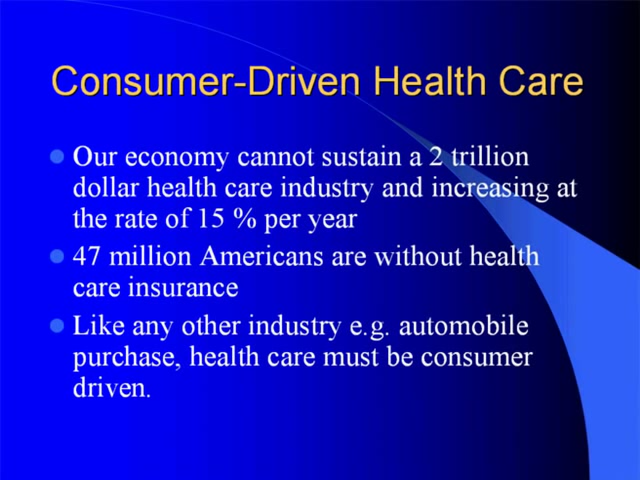 Consumer-Driven Health Care
Our economy cannot sustain a 2 trillion
dollar health care industry and increasing at
the rate of 15 % per year
47 million Americans are without health
care insurance
Like any other industry e.g. automobile
purchase, health care must be consumer
driven.